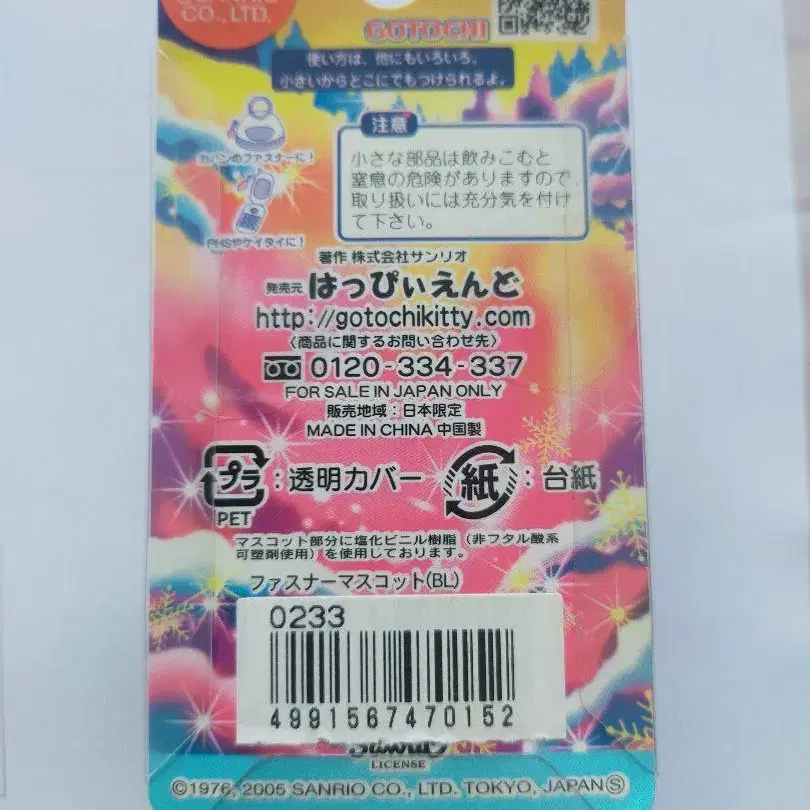 CO., LTD.
GOTOCHI
使い方は、他にもいろいろ。
小さいからどこにでもつけられるよ。
注意
カバンのファスナーに！
小さな部品は飲みこむと
窒息の危険がありますので
取り扱いには充分気を付け
て下さい。
PHSやケイタイに！
著作 株式会社サンリオ
発売元 はっぴぃえんど
http://gotochikitty.com
〈商品に関するお問い合わせ先〉
0120-334-337
FOR SALE IN JAPAN ONLY
販売地域：日本限定
MADE IN CHINA 中国製
プラ：透明カバー 紙：台紙
PET
マスコット部分に塩化ビニル樹脂（非フタル酸系
可塑剤使用）を使用しております。
ファスナーマスコット(BL)
0233
4991567470152
LICENSE
©1976, 2005 SANRIO CO., LTD. TOKYO, JAPAN Ⓢ